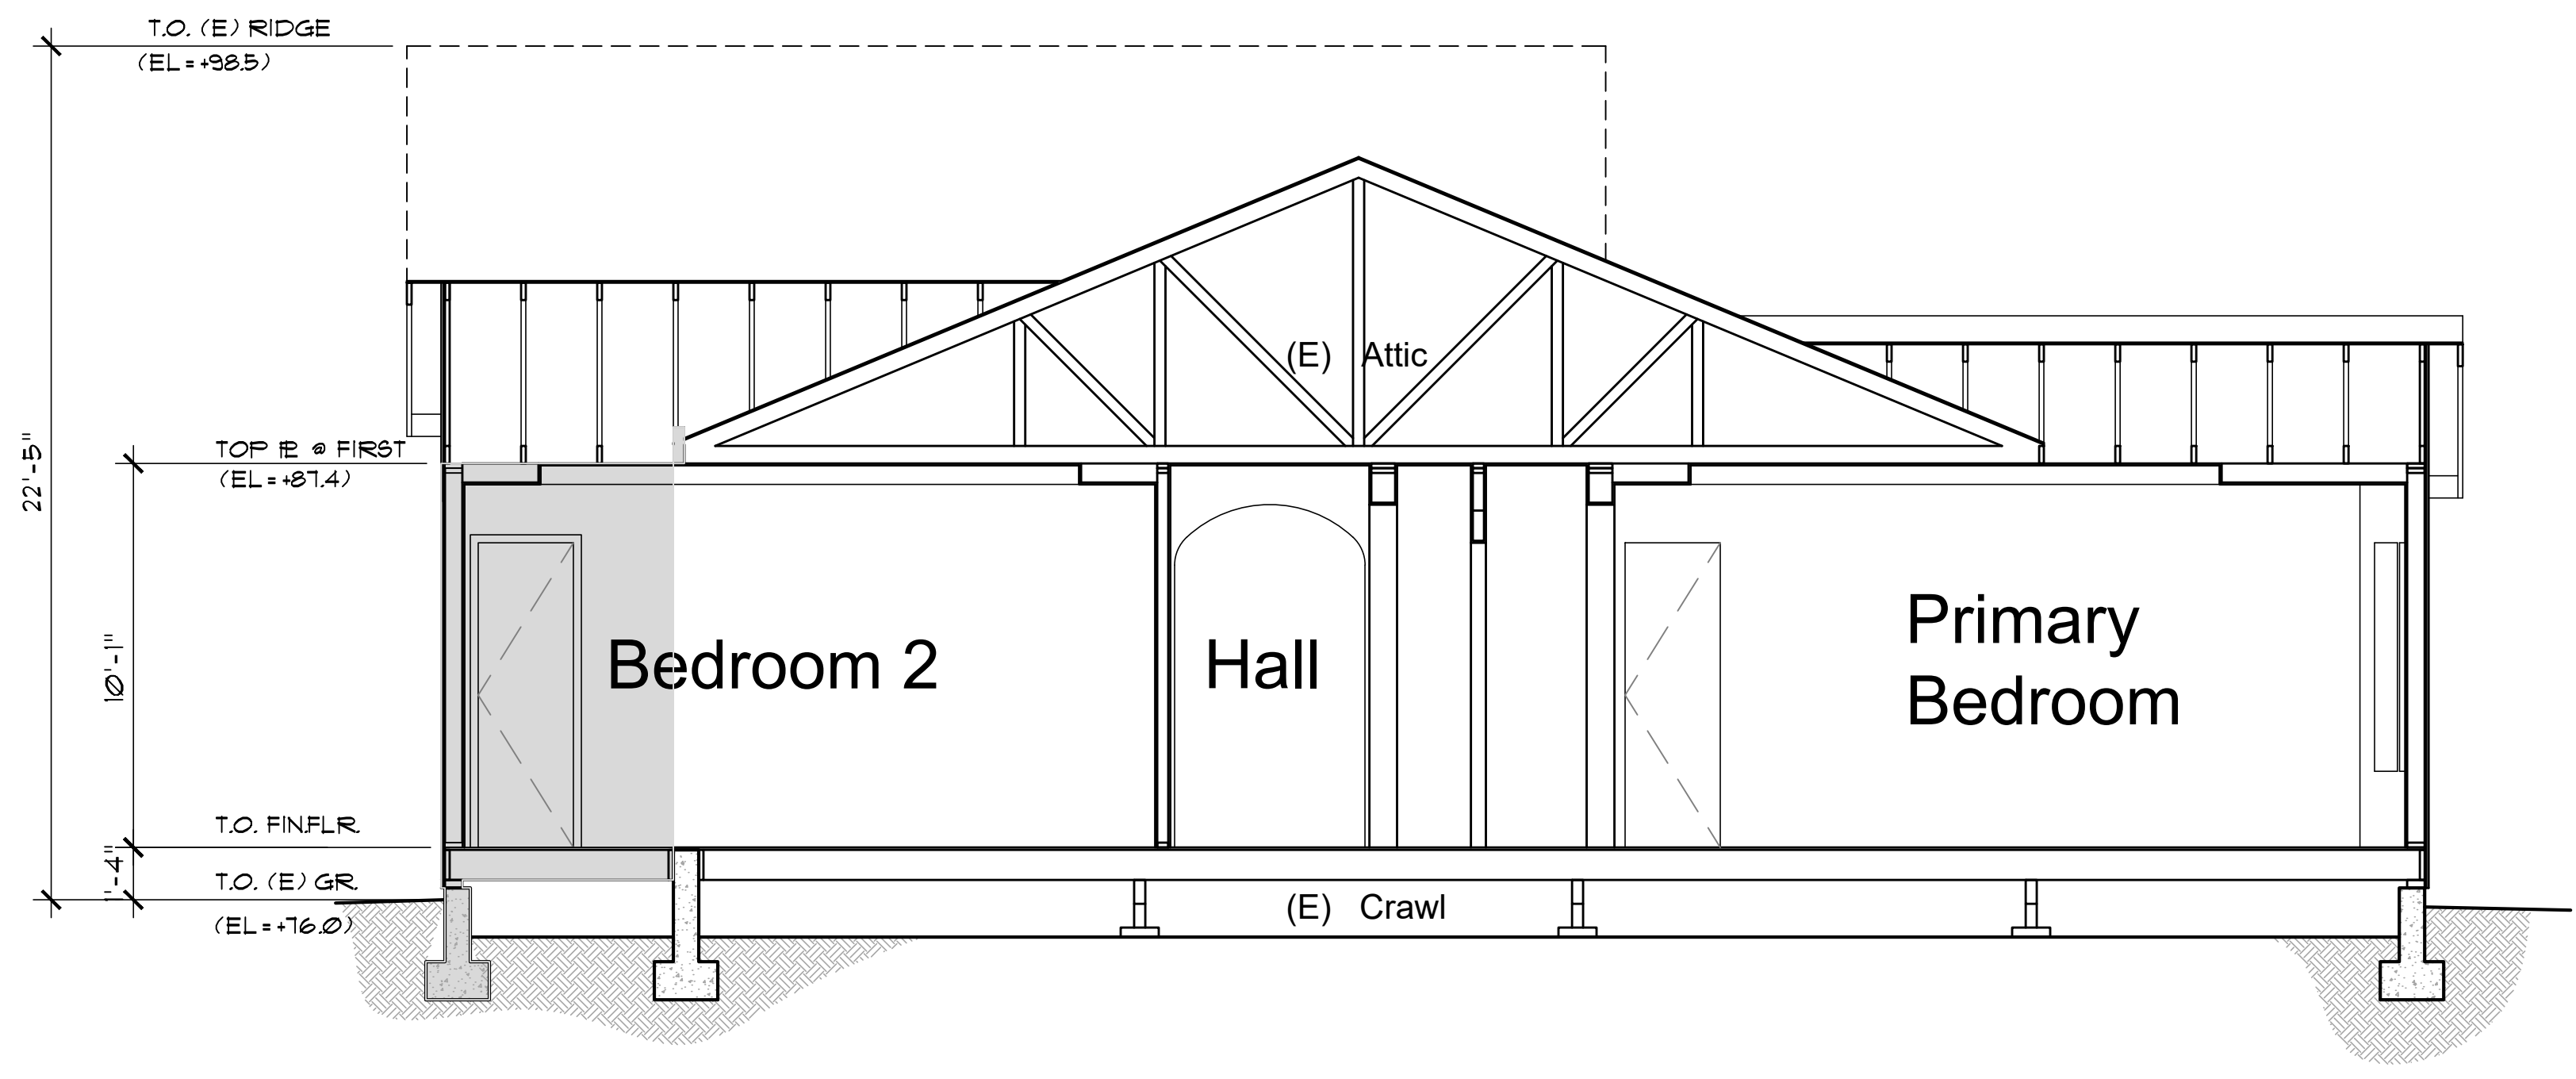 T.O. (E) RIDGE
(EL = +98.5)
22'-5"
TOP PL @ FIRST
(EL = +87.4)
10'-1"
T.O. FIN.FLR.
1'-4"
T.O. (E) GR.
(EL = +76.0)
(E) Attic
Bedroom 2
Hall
Primary
Bedroom
(E) Crawl